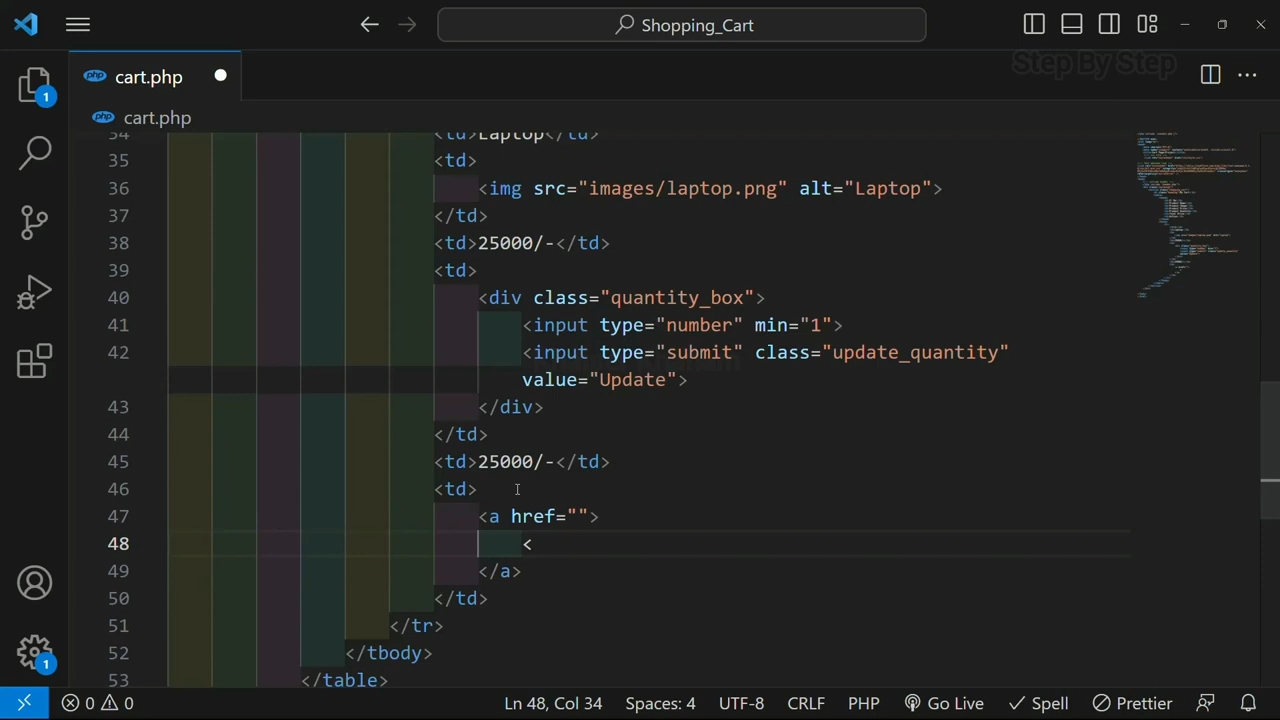 Shopping_Cart
Step By Step
php cart.php
php cart.php
34 <td>Laptop</td>
35 <td>
36 <img src="images/laptop.png" alt="Laptop">
37 </td>
38 <td>25000/-</td>
39 <td>
40 <div class="quantity_box">
41 <input type="number" min="1">
42 <input type="submit" class="update_quantity"
value="Update">
43 </div>
44 </td>
45 <td>25000/-</td>
46 <td>
47 <a href="">
48 <
49 </a>
50 </td>
51 </tr>
52 </tbody>
53 </table>
1
1
0 0 Ln 48, Col 34 Spaces: 4 UTF-8 CRLF PHP Go Live Spell Prettier